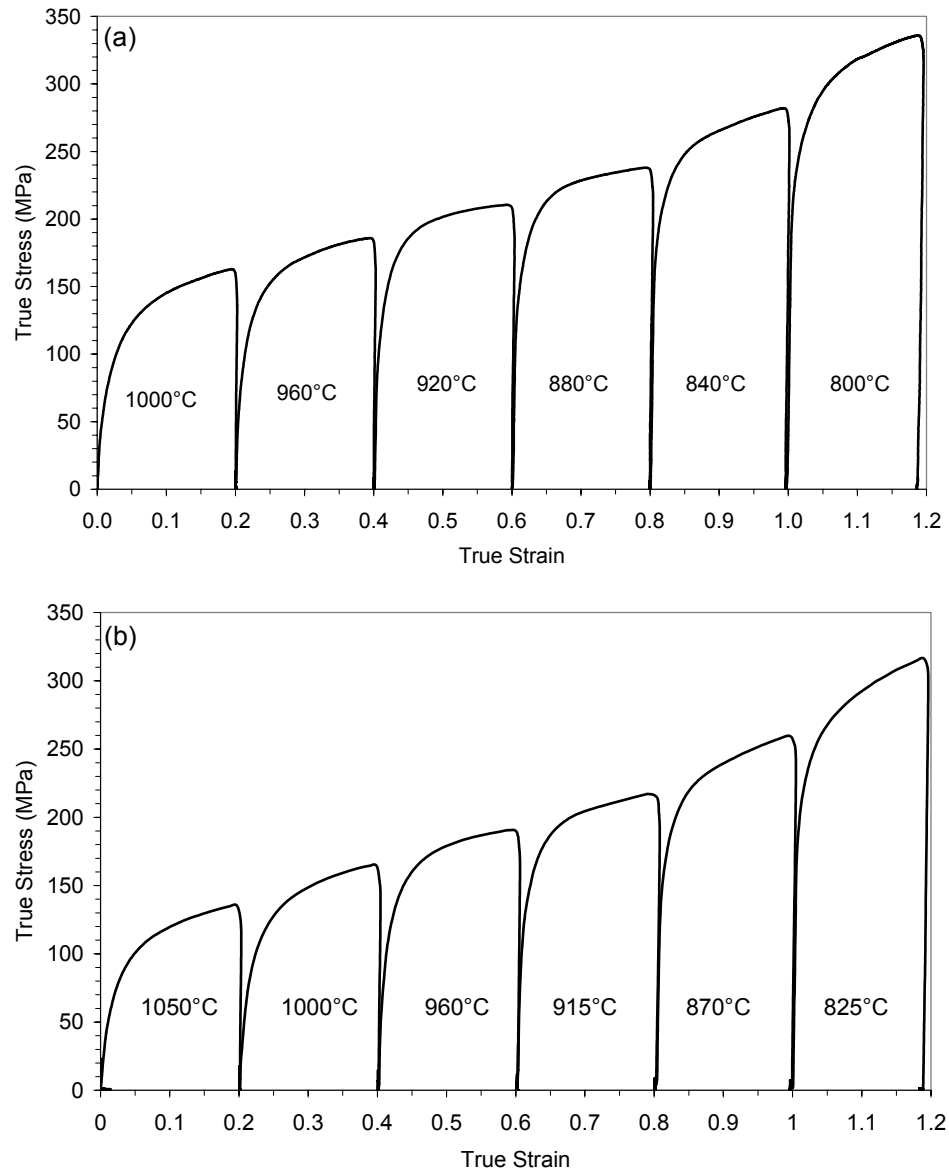 (a)
True Stress (MPa)
350
300
250
200
150
100
50
0
1000°C
960°C
920°C
880°C
840°C
800°C
0.0 0.1 0.2 0.3 0.4 0.5 0.6 0.7 0.8 0.9 1.0 1.1 1.2
True Strain
(b)
True Stress (MPa)
350
300
250
200
150
100
50
0
1050°C
1000°C
960°C
915°C
870°C
825°C
0 0.1 0.2 0.3 0.4 0.5 0.6 0.7 0.8 0.9 1 1.1 1.2
True Strain